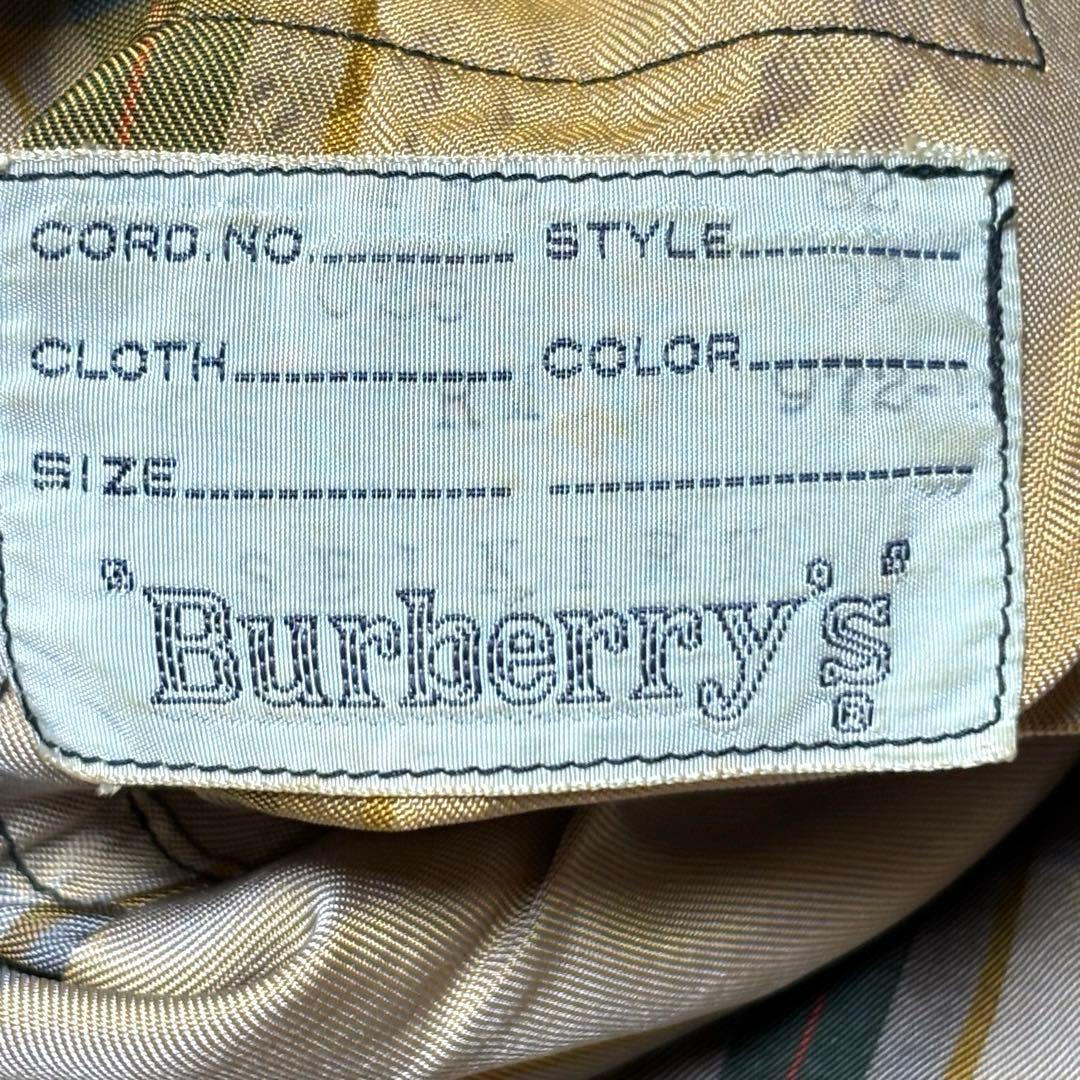 CORD.NO. STYLE
CLOTH COLOR
SIZE
"Burberry's"
®